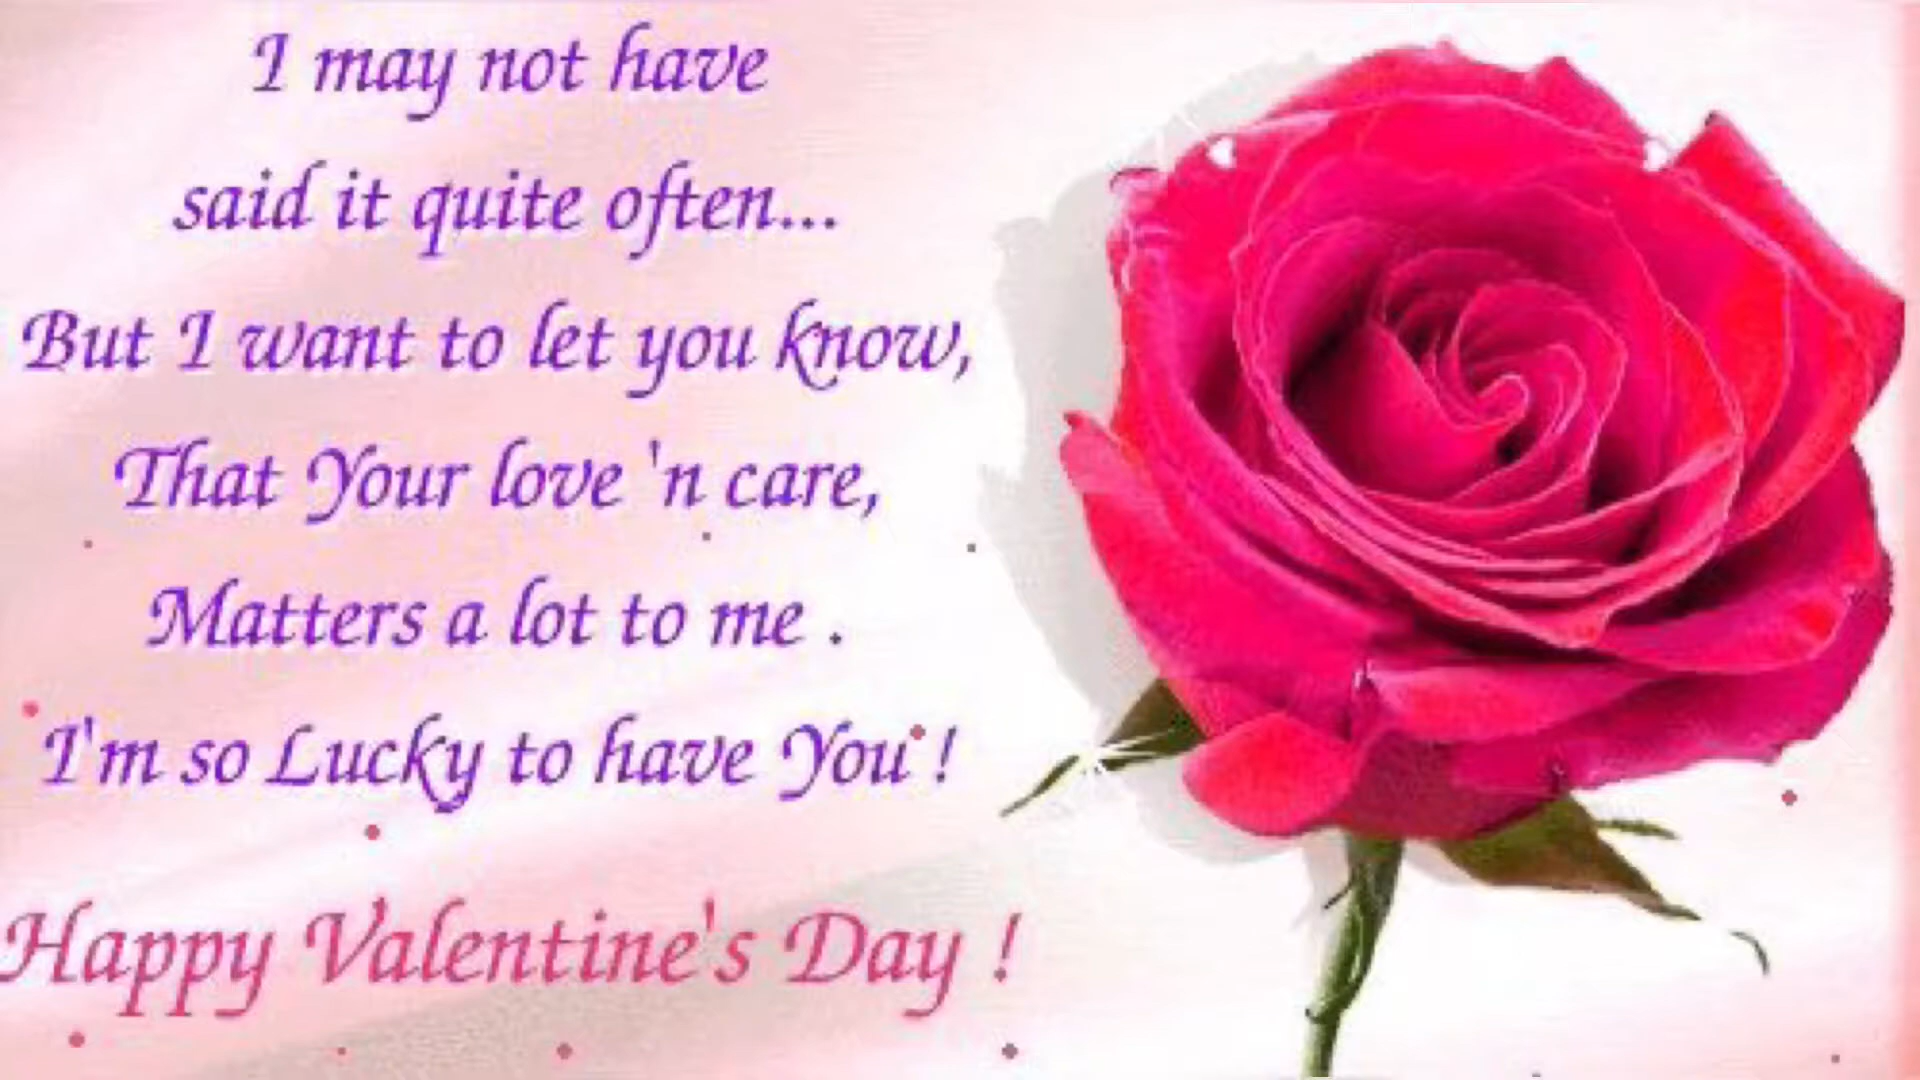 I may not have
said it quite often...
But I want to let you know,
That Your love 'n care,
Matters a lot to me .
I'm so Lucky to have You !
Happy Valentine's Day !